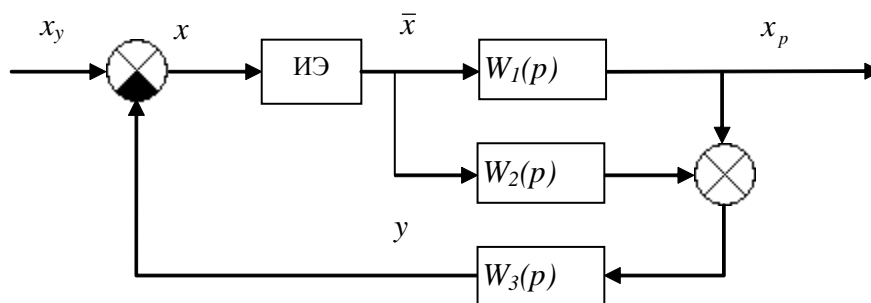 x_y x x̄ x_p
ИЭ W_1(p)
W_2(p)
y
W_3(p)